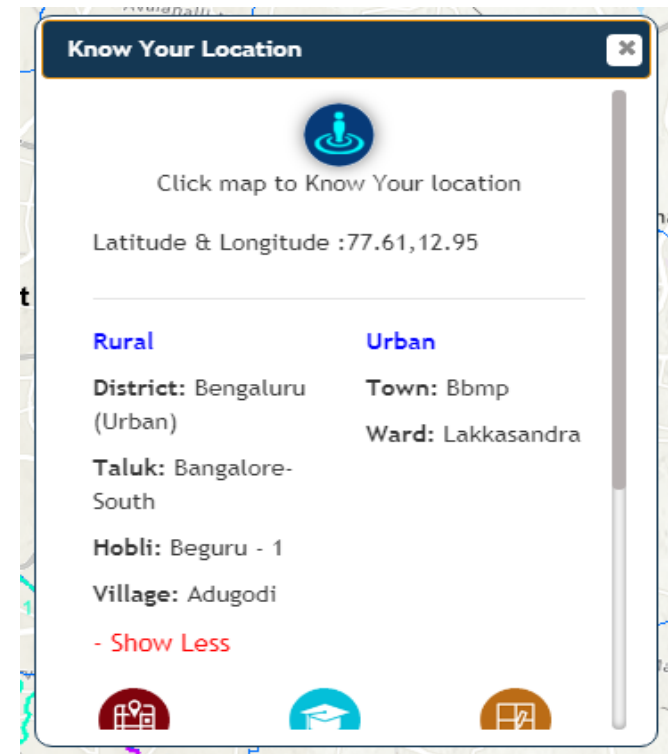 Know Your Location
Click map to Know Your location
Latitude & Longitude :77.61,12.95
t
Rural
District: Bengaluru
(Urban)
Taluk: Bangalore-
South
Hobli: Beguru - 1
Village: Adugodi
- Show Less
Urban
Town: Bbmp
Ward: Lakkasandra